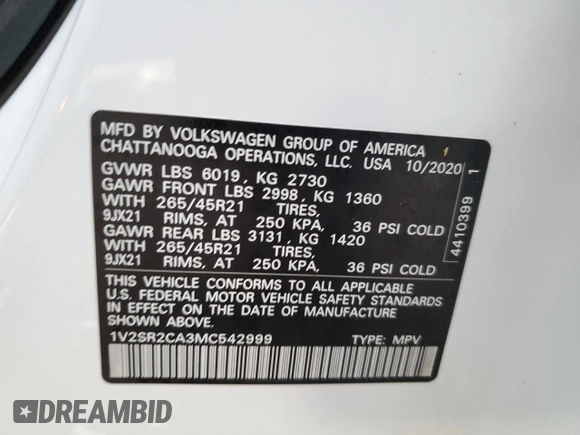 MFD BY VOLKSWAGEN GROUP OF AMERICA
CHATTANOOGA OPERATIONS, LLC. USA 10/2020
GVWR LBS 6019, KG 2730
GAWR FRONT LBS 2998, KG 1360
WITH 265/45R21 TIRES,
9JX21 RIMS, AT 250 KPA, 36 PSI COLD
GAWR REAR LBS 3131, KG 1420
WITH 265/45R21 TIRES,
9JX21 RIMS, AT 250 KPA, 36 PSI COLD
THIS VEHICLE CONFORMS TO ALL APPLICABLE
U.S. FEDERAL MOTOR VEHICLE SAFETY STANDARDS
IN EFFECT ON THE DATE OF MANUFACTURE
SHOWN ABOVE.
1V2SR2CA3MC542999 TYPE: MPV
4410399 1
DREAMBID